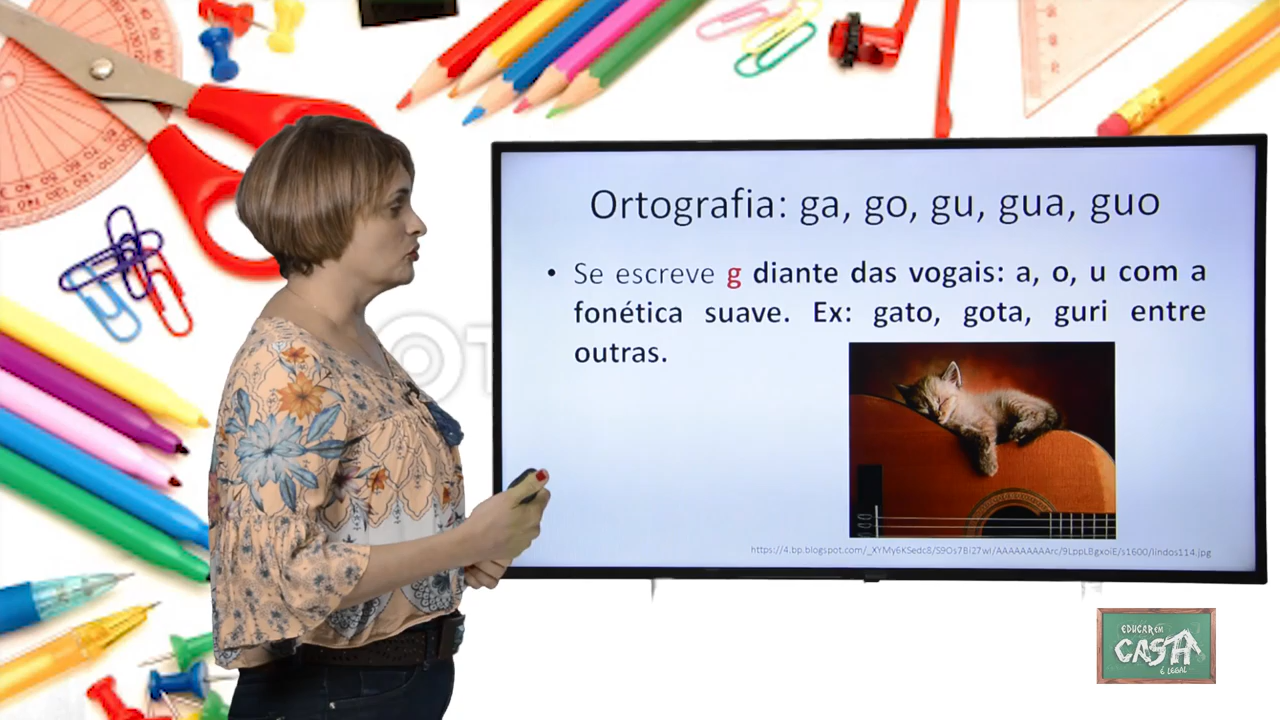 Ortografia: ga, go, gu, gua, guo
• Se escreve g diante das vogais: a, o, u com a
fonética suave. Ex: gato, gota, guri entre
outras.
EDUCAR EM
CASA
É LEGAL